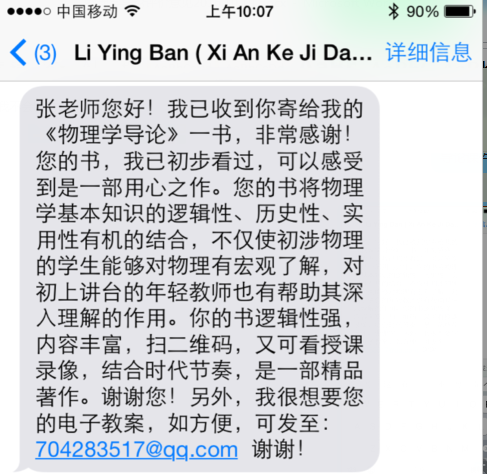 中国移动 上午10:07 90%
(3) Li Ying Ban ( Xi An Ke Ji Da... 详细信息
张老师您好！我已收到你寄给我的
《物理学导论》一书，非常感谢！
您的书，我已初步看过，可以感受
到是一部用心之作。您的书将物理
学基本知识的逻辑性、历史性、实
用性有机的结合，不仅使初涉物理
的学生能够对物理有宏观了解，对
初上讲台的年轻教师也有帮助其深
入理解的作用。你的书逻辑性强，
内容丰富，扫二维码，又可看授课
录像，结合时代节奏，是一部精品
著作。谢谢您！另外，我很想要您
的电子教案，如方便，可发至：
704283517@qq.com 谢谢！